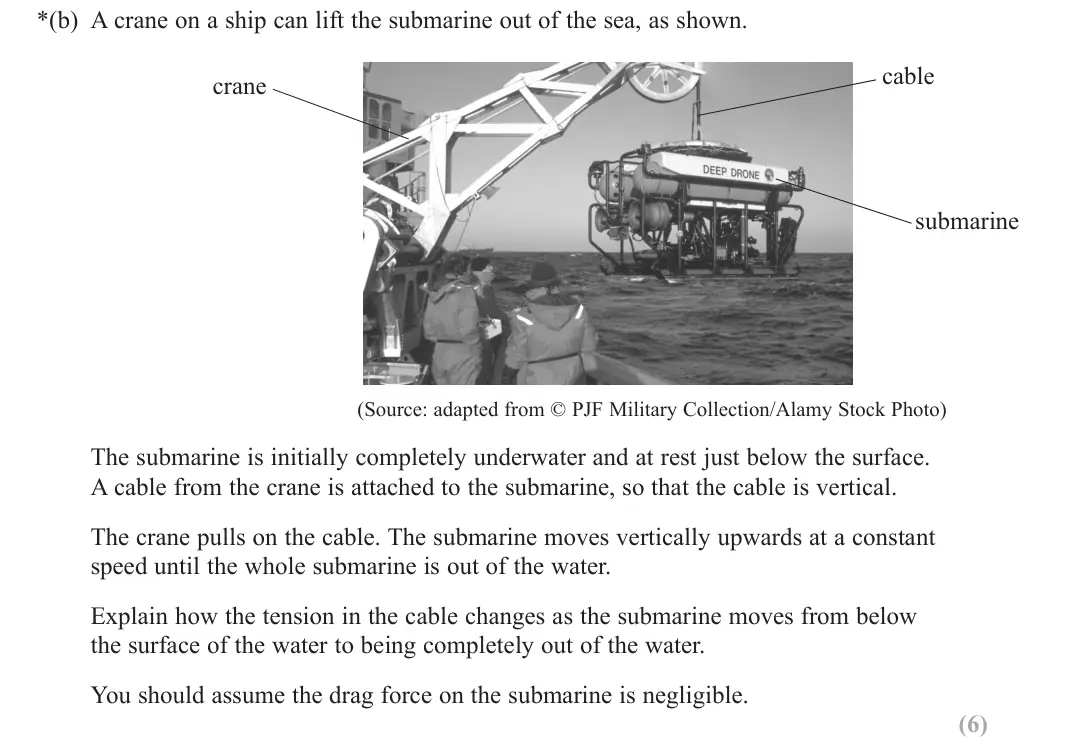 *(b) A crane on a ship can lift the submarine out of the sea, as shown.
crane
cable
DEEP DRONE
submarine
(Source: adapted from © PJF Military Collection/Alamy Stock Photo)
The submarine is initially completely underwater and at rest just below the surface.
A cable from the crane is attached to the submarine, so that the cable is vertical.
The crane pulls on the cable. The submarine moves vertically upwards at a constant
speed until the whole submarine is out of the water.
Explain how the tension in the cable changes as the submarine moves from below
the surface of the water to being completely out of the water.
You should assume the drag force on the submarine is negligible.
(6)